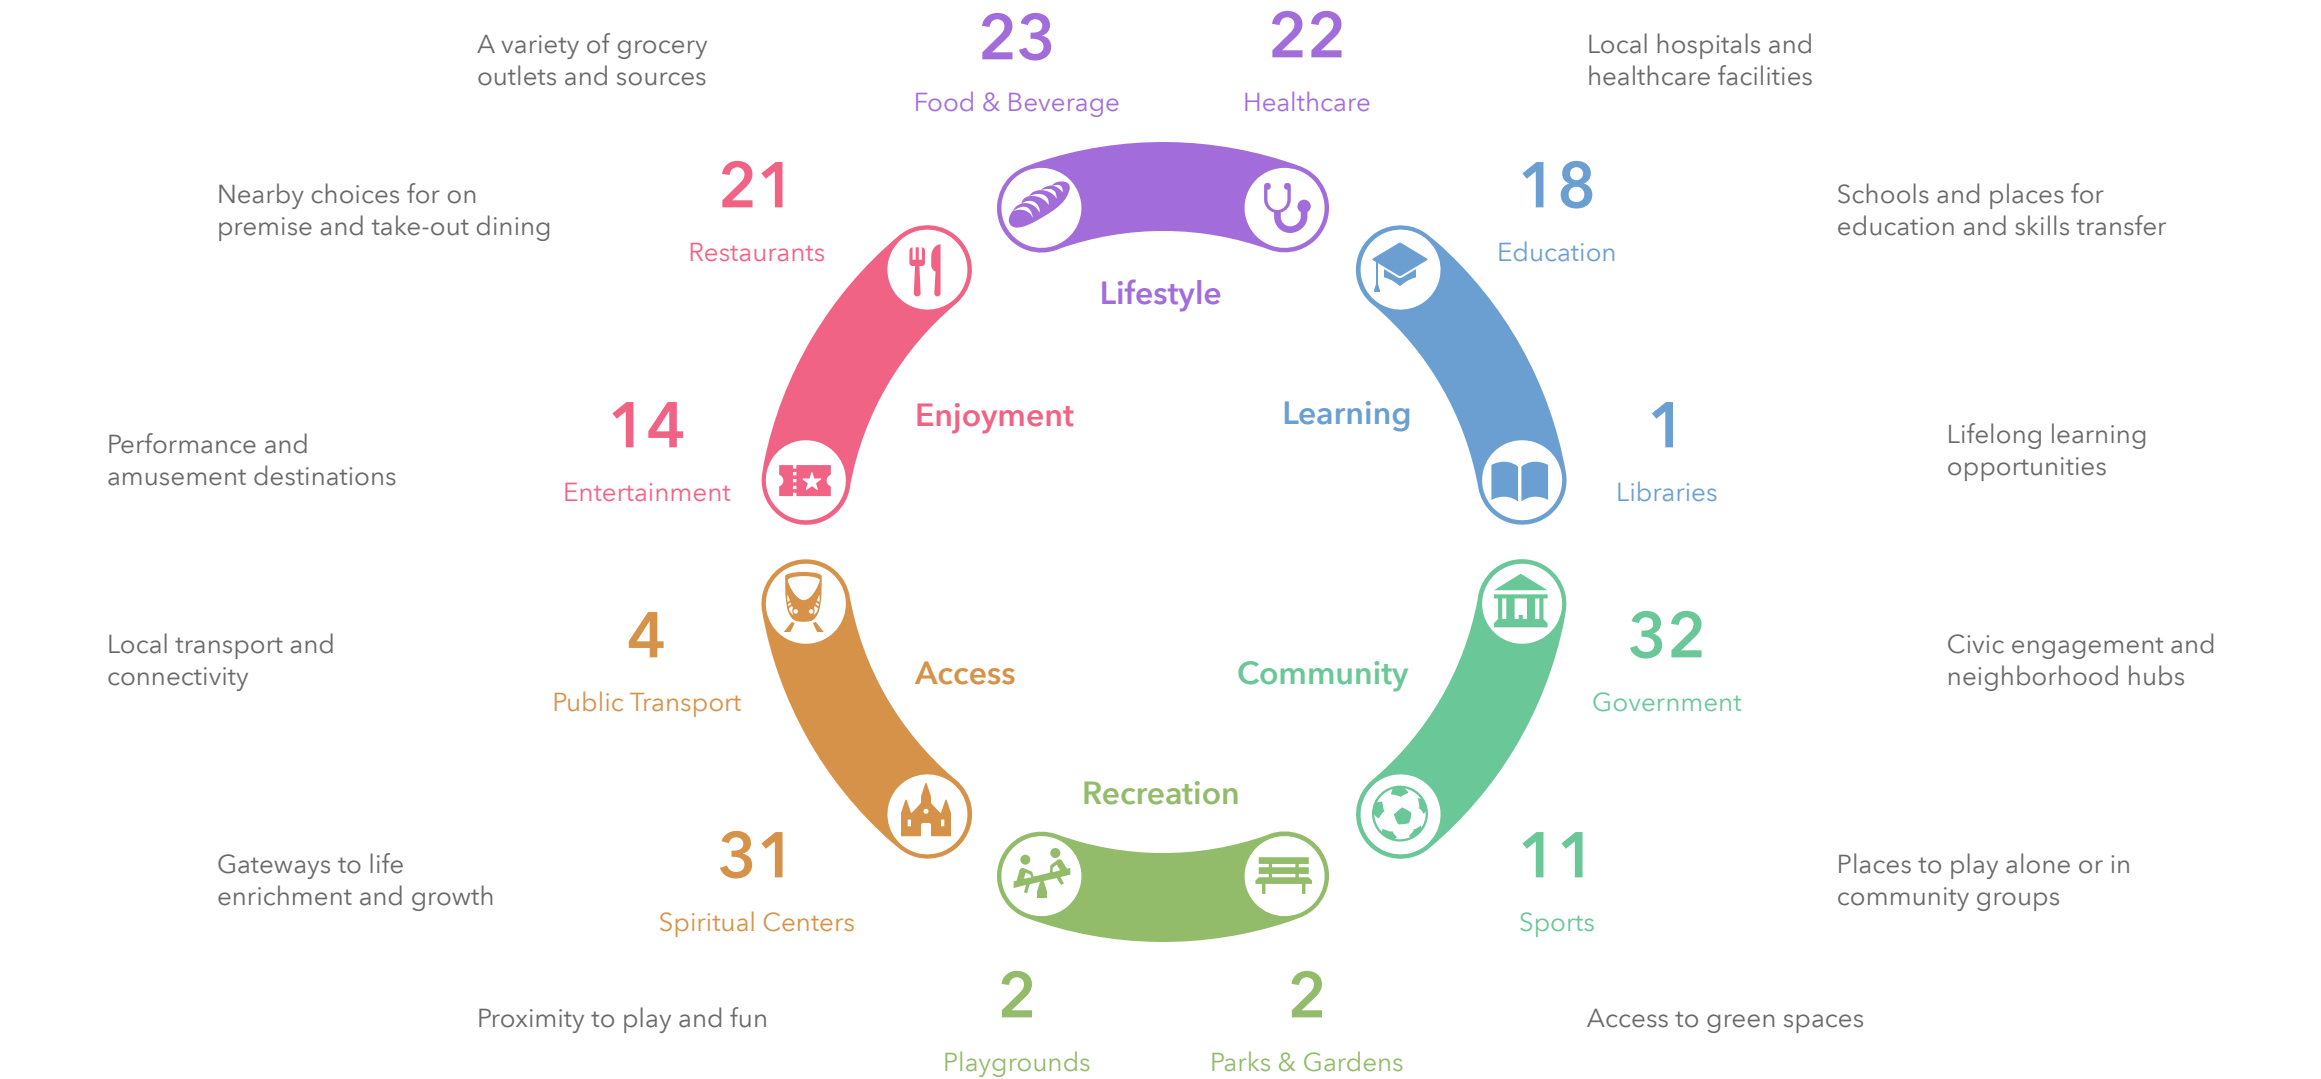 A variety of grocery
outlets and sources
23
Food & Beverage
22
Healthcare
Local hospitals and
healthcare facilities
Nearby choices for on
premise and take-out dining
21
Restaurants
Lifestyle
18
Education
Schools and places for
education and skills transfer
Performance and
amusement destinations
14
Entertainment
Enjoyment
Learning
1
Libraries
Lifelong learning
opportunities
Local transport and
connectivity
4
Public Transport
Access
Community
32
Government
Civic engagement and
neighborhood hubs
Gateways to life
enrichment and growth
31
Spiritual Centers
Recreation
11
Sports
Places to play alone or in
community groups
Proximity to play and fun
2
Playgrounds
2
Parks & Gardens
Access to green spaces